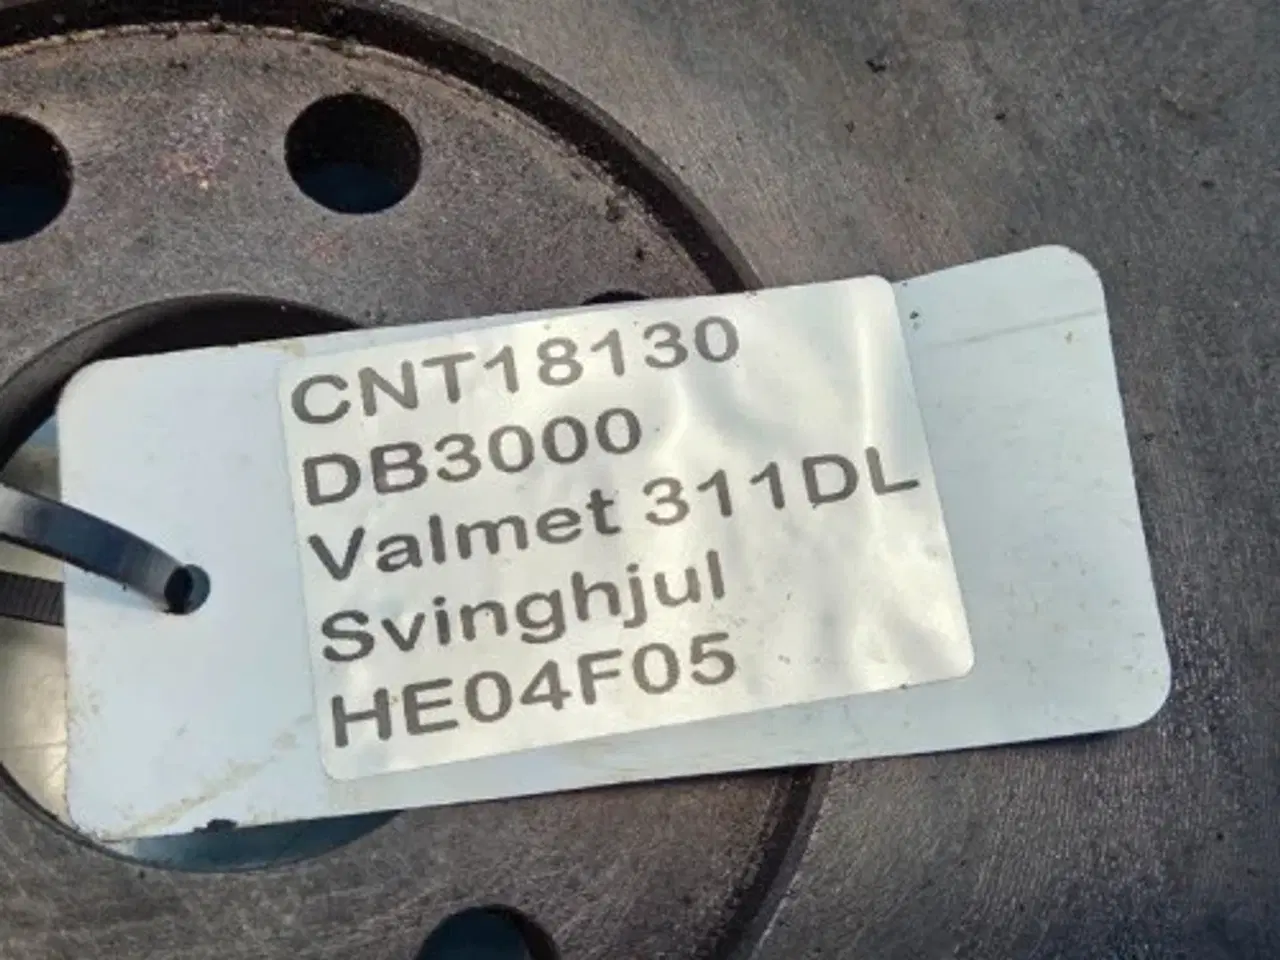 CNT18130
DB3000
Valmet 311DL
Svinghjul
HE04F05